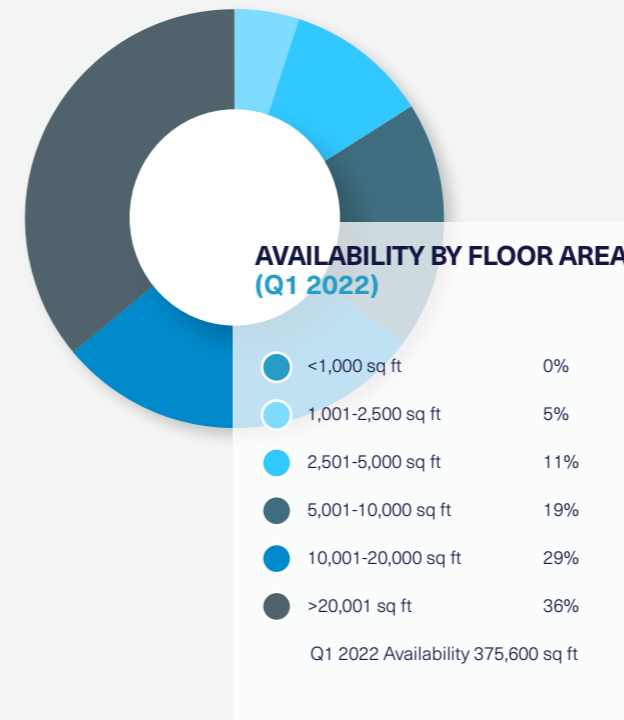 AVAILABILITY BY FLOOR AREA
(Q1 2022)
<1,000 sq ft 0%
1,001-2,500 sq ft 5%
2,501-5,000 sq ft 11%
5,001-10,000 sq ft 19%
10,001-20,000 sq ft 29%
>20,001 sq ft 36%
Q1 2022 Availability 375,600 sq ft